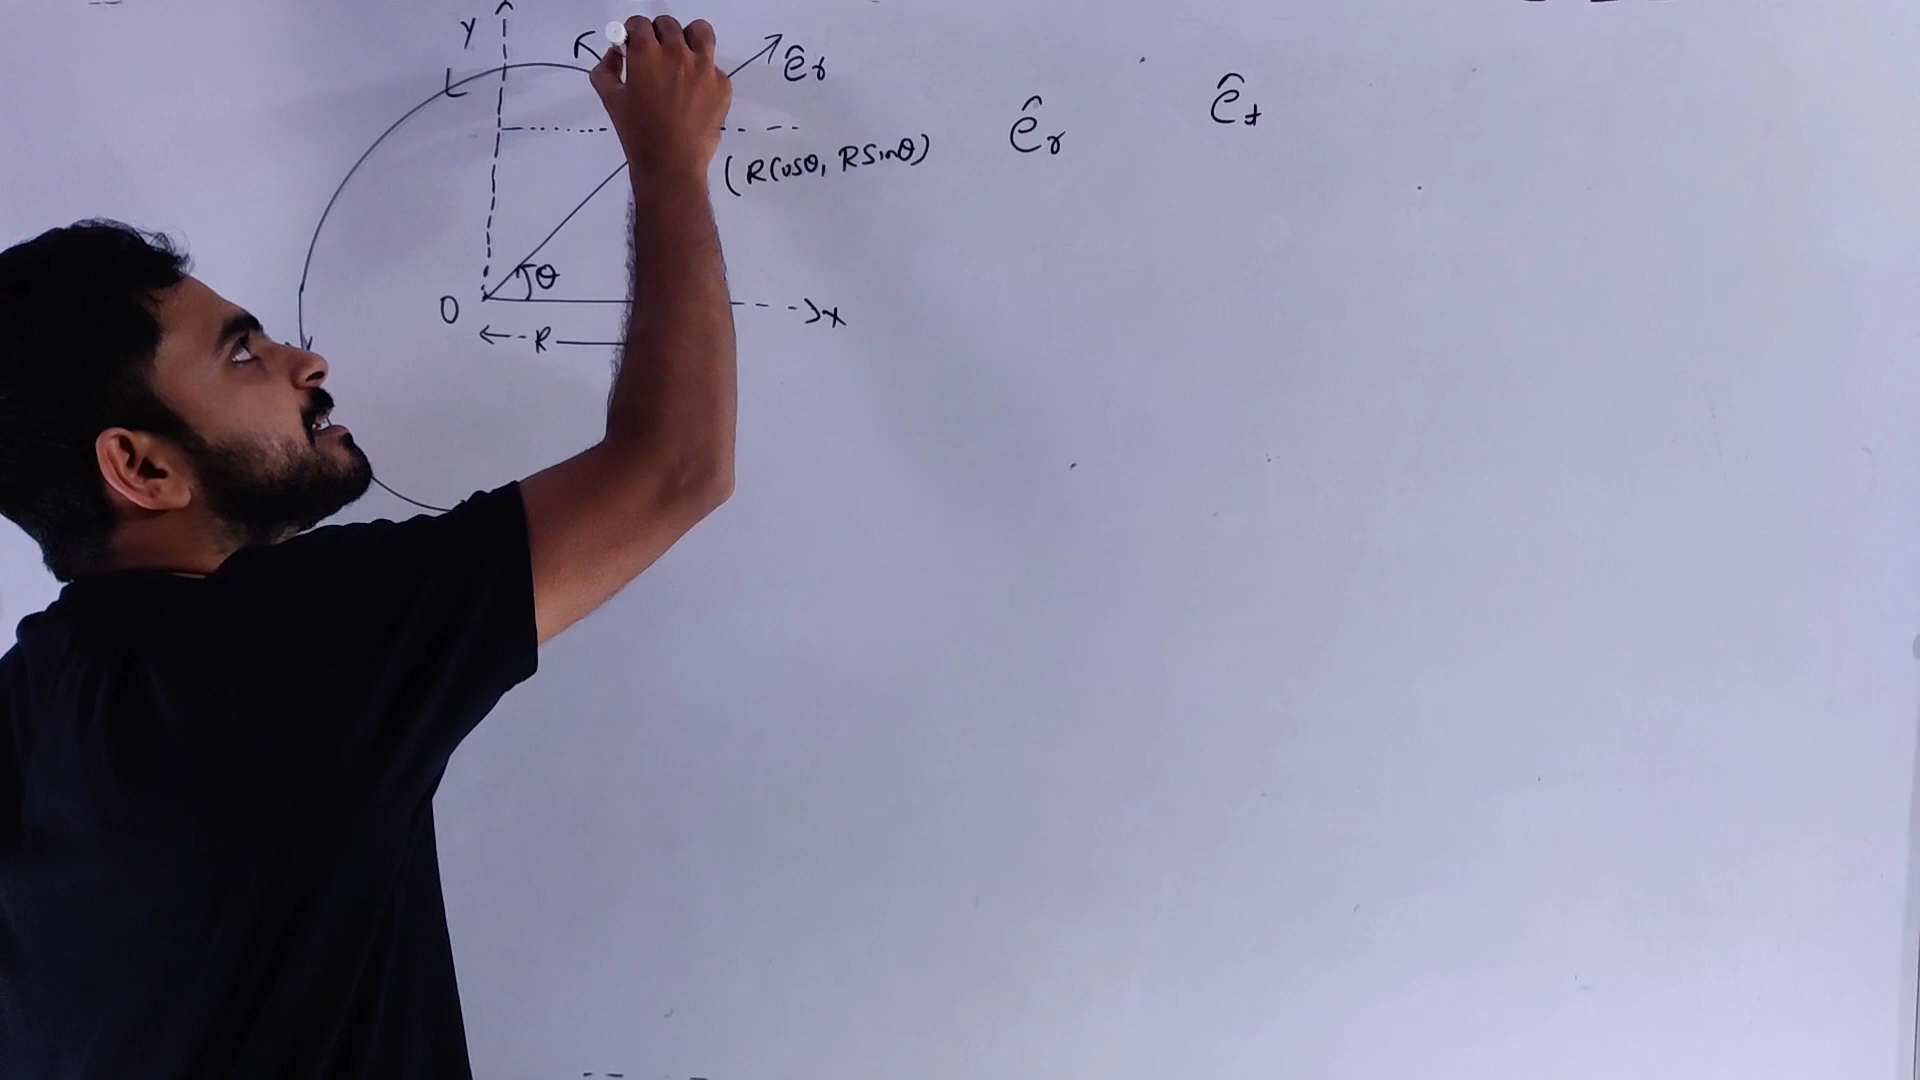 Y
êr
êr
êt
(Rcosθ, RSinθ)
θ
O
x
R